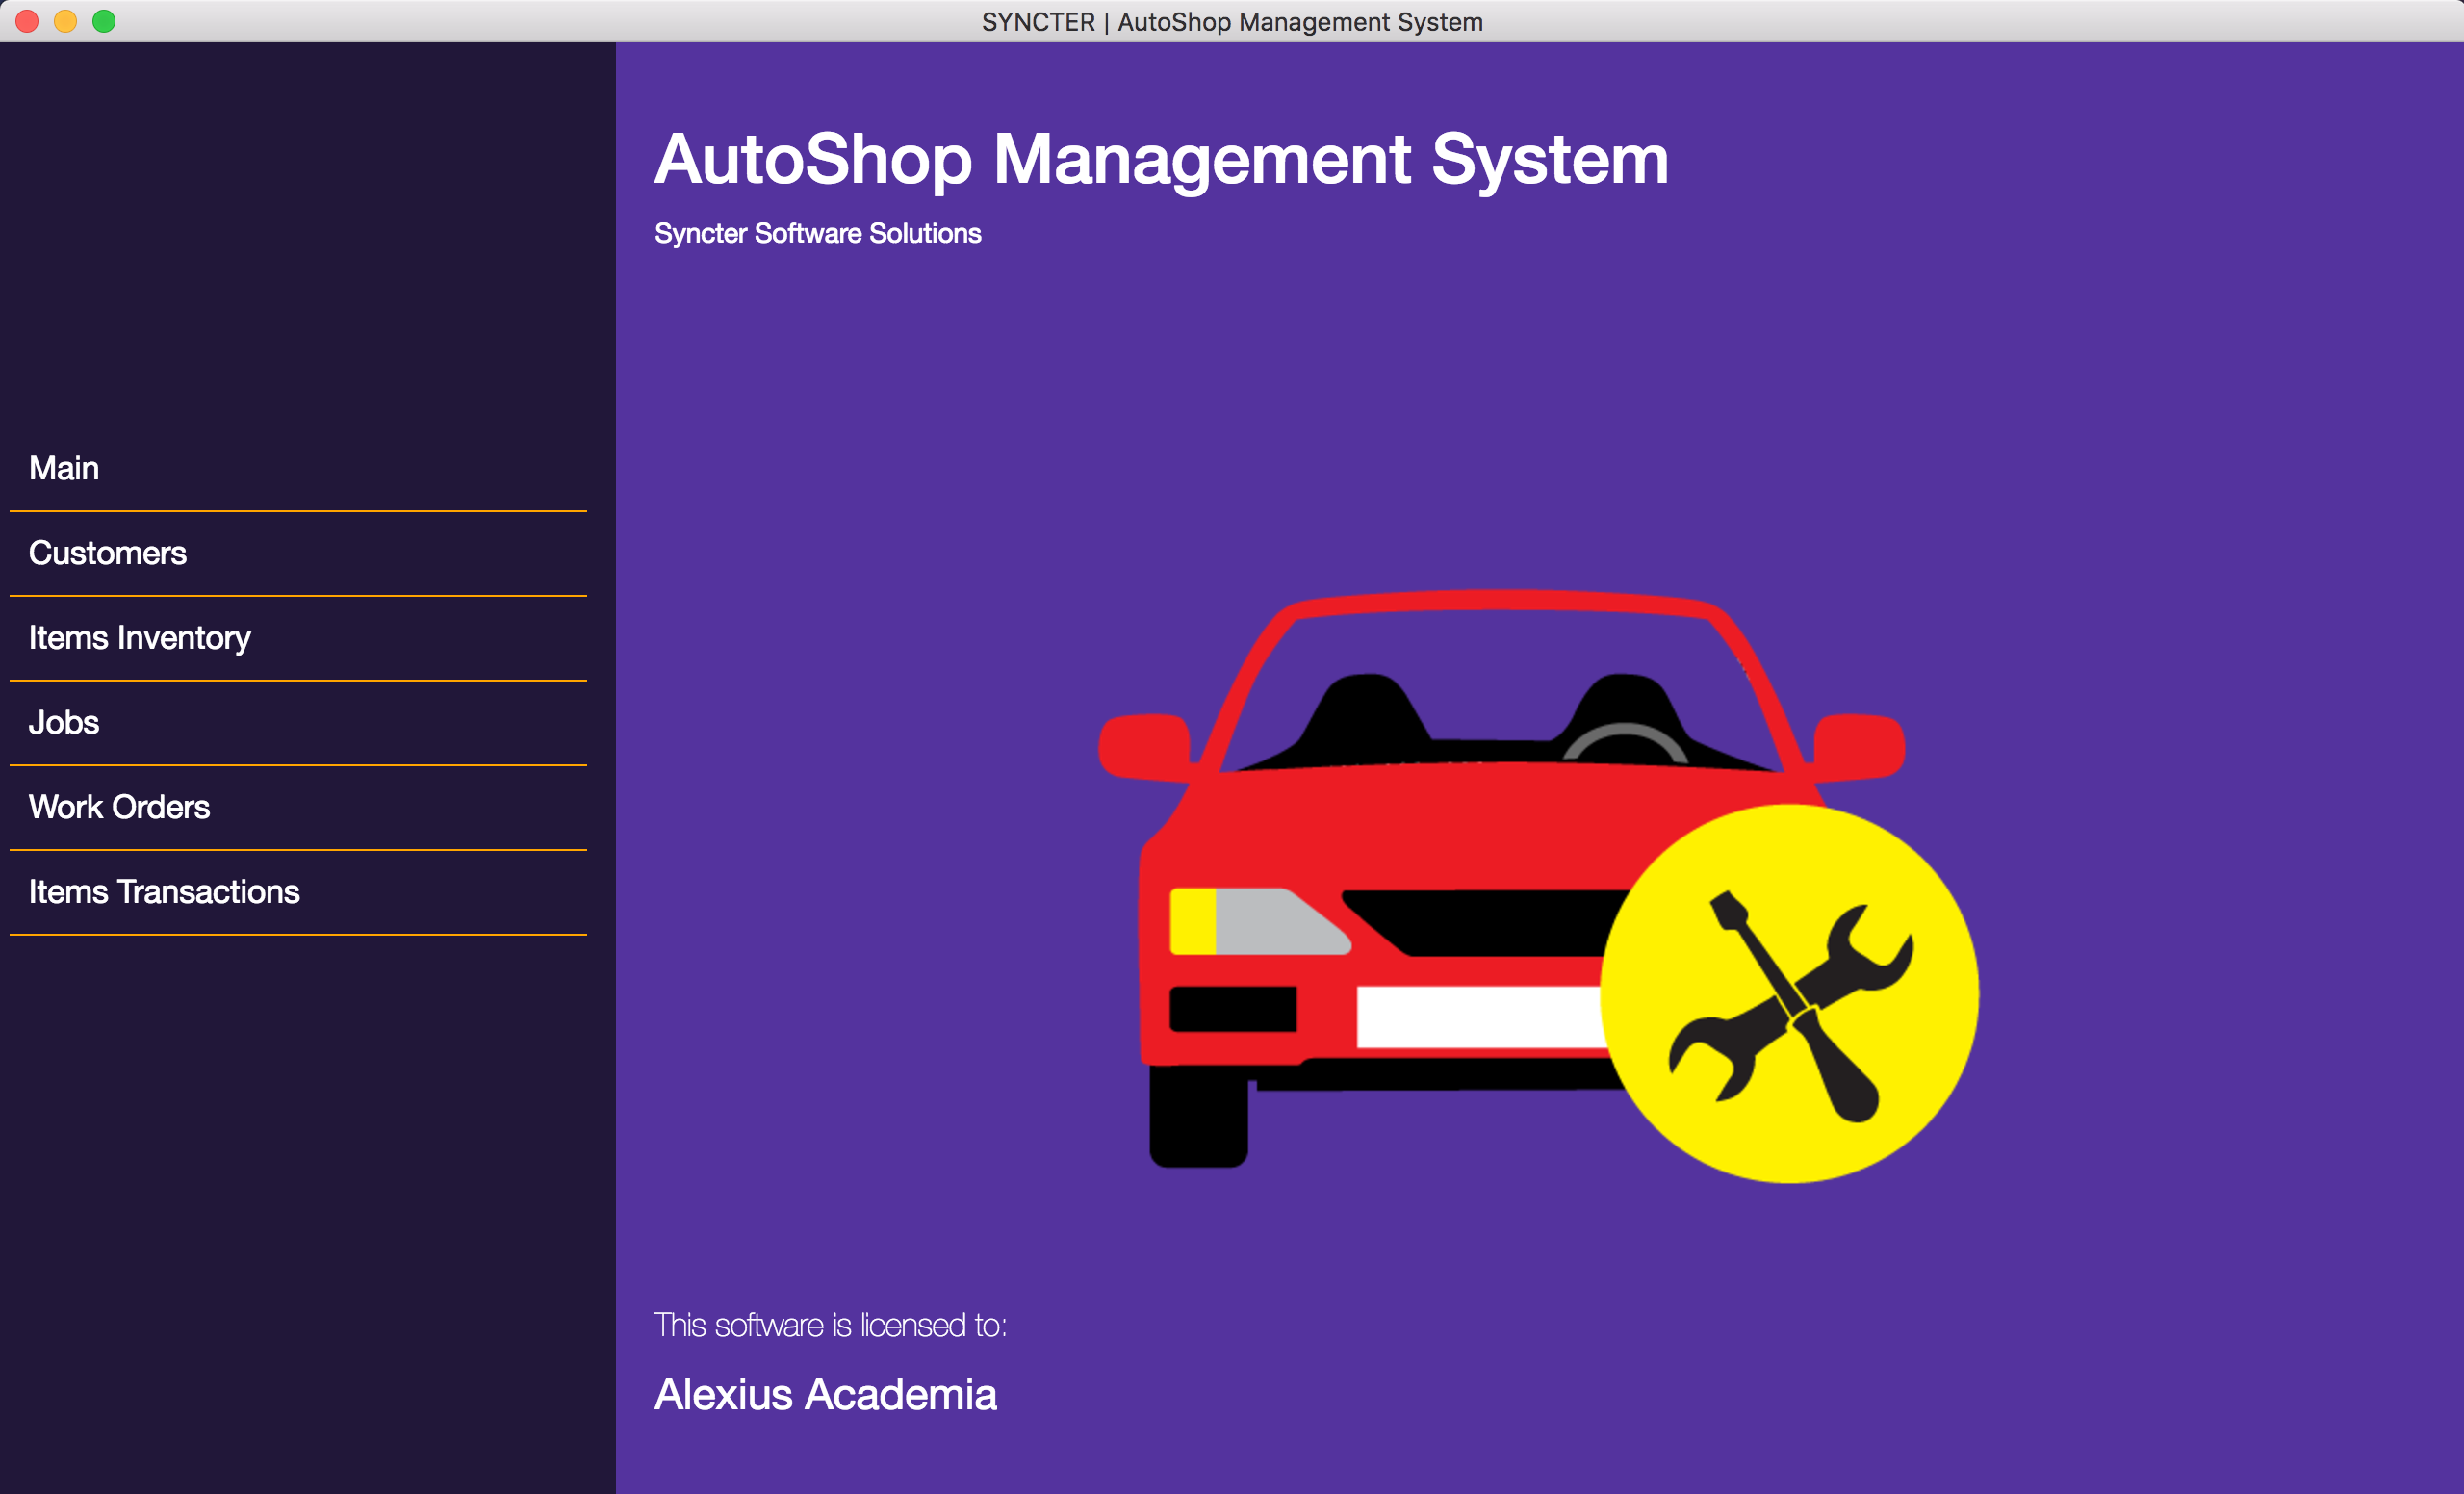 SYNCTER | AutoShop Management System
AutoShop Management System
Syncter Software Solutions
Main
Customers
Items Inventory
Jobs
Work Orders
Items Transactions
This software is licensed to:
Alexius Academia